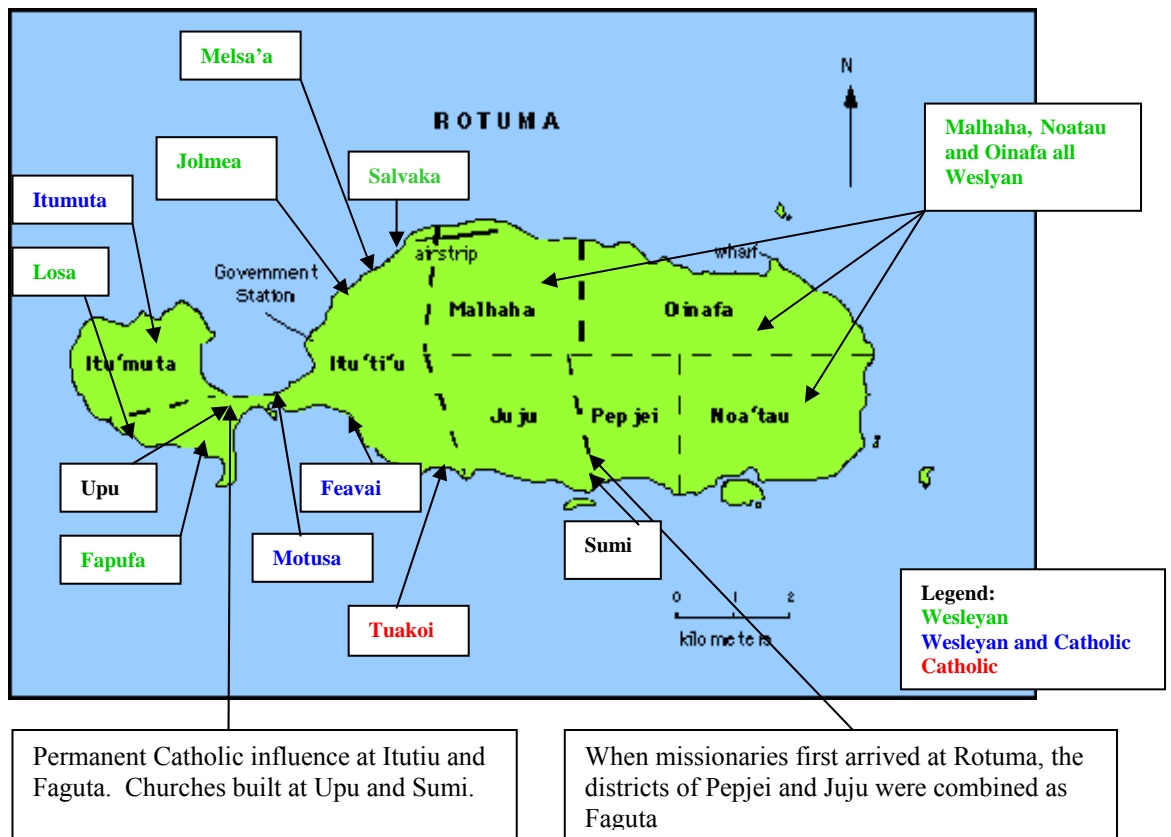 Melsa'a
N
ROTUMA
Malhaha, Noatau
and Oinafa all
Weslyan
Jolmea
Salvaka
Itumuta
airstrip
wharf
Losa
Government
Station
Malhaha
Oinafa
Itu'muta
Itu'ti'u
Juju
Pepjei
Noa'tau
Upu
Feavai
Sumi
Fapufa
Motusa
Tuakoi
0 1 2
kilometers
Legend:
Wesleyan
Wesleyan and Catholic
Catholic
Permanent Catholic influence at Itutiu and
Faguta. Churches built at Upu and Sumi.
When missionaries first arrived at Rotuma, the
districts of Pepjei and Juju were combined as
Faguta